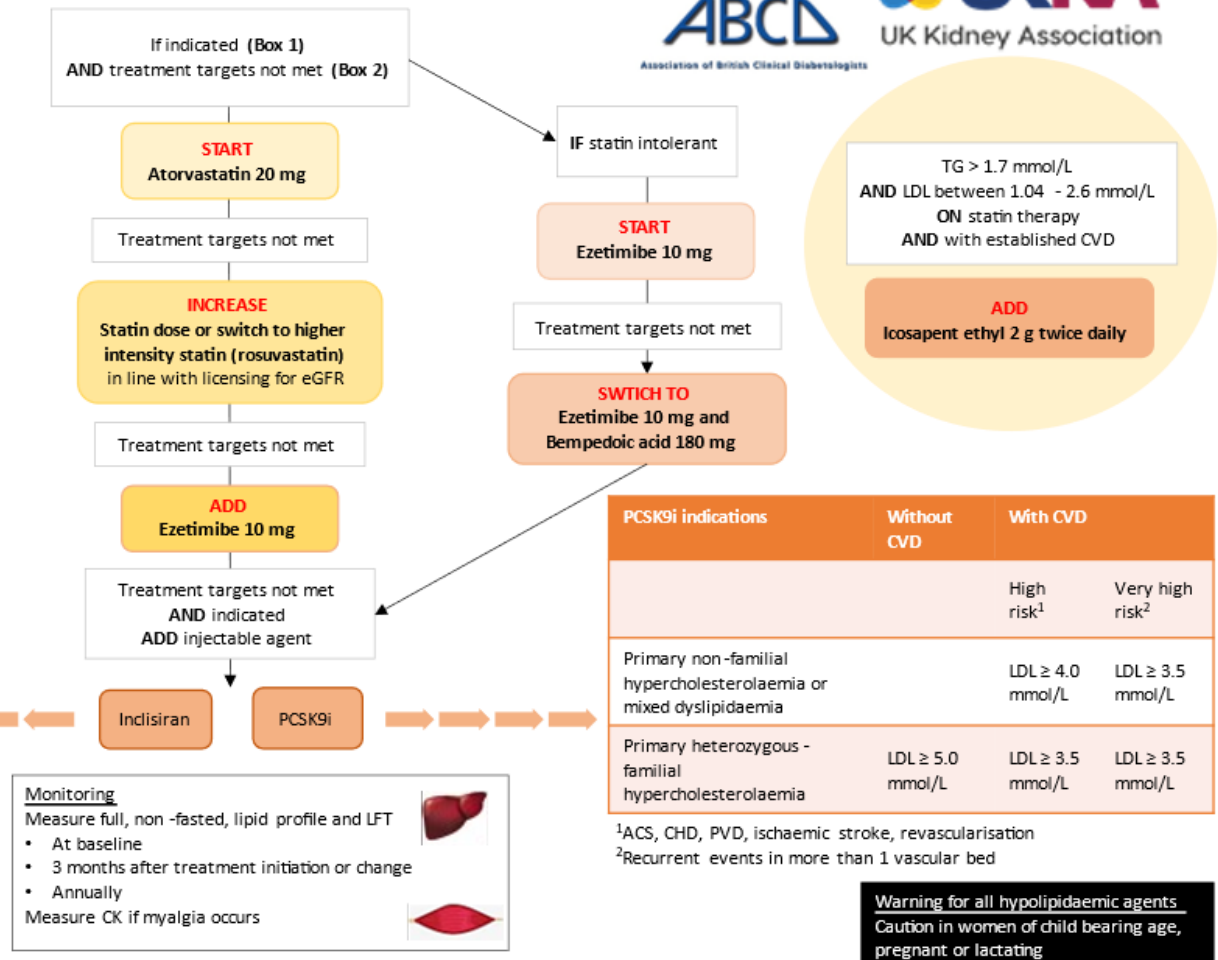 If indicated (Box 1)
AND treatment targets not met (Box 2)
START
Atorvastatin 20 mg
Treatment targets not met
INCREASE
Statin dose or switch to higher
intensity statin (rosuvastatin)
in line with licensing for eGFR
Treatment targets not met
ADD
Ezetimibe 10 mg
Treatment targets not met
AND indicated
ADD injectable agent
Inclisiran
PCSK9i
IF statin intolerant
START
Ezetimibe 10 mg
Treatment targets not met
SWTICH TO
Ezetimibe 10 mg and
Bempedoic acid 180 mg
ABCD
Association of British Clinical Diabetologists
UK Kidney Association
TG > 1.7 mmol/L
AND LDL between 1.04 - 2.6 mmol/L
ON statin therapy
AND with established CVD
ADD
Icosapent ethyl 2 g twice daily
PCSK9i indications
Without
CVD
With CVD
High
risk1
Very high
risk2
Primary non-familial
hypercholesterolaemia or
mixed dyslipidaemia
LDL ≥ 4.0
mmol/L
LDL ≥ 3.5
mmol/L
Primary heterozygous -
familial
hypercholesterolaemia
LDL ≥ 5.0
mmol/L
LDL ≥ 3.5
mmol/L
LDL ≥ 3.5
mmol/L
1ACS, CHD, PVD, ischaemic stroke, revascularisation
2Recurrent events in more than 1 vascular bed
Monitoring
Measure full, non -fasted, lipid profile and LFT
• At baseline
• 3 months after treatment initiation or change
• Annually
Measure CK if myalgia occurs
Warning for all hypolipidaemic agents
Caution in women of child bearing age,
pregnant or lactating